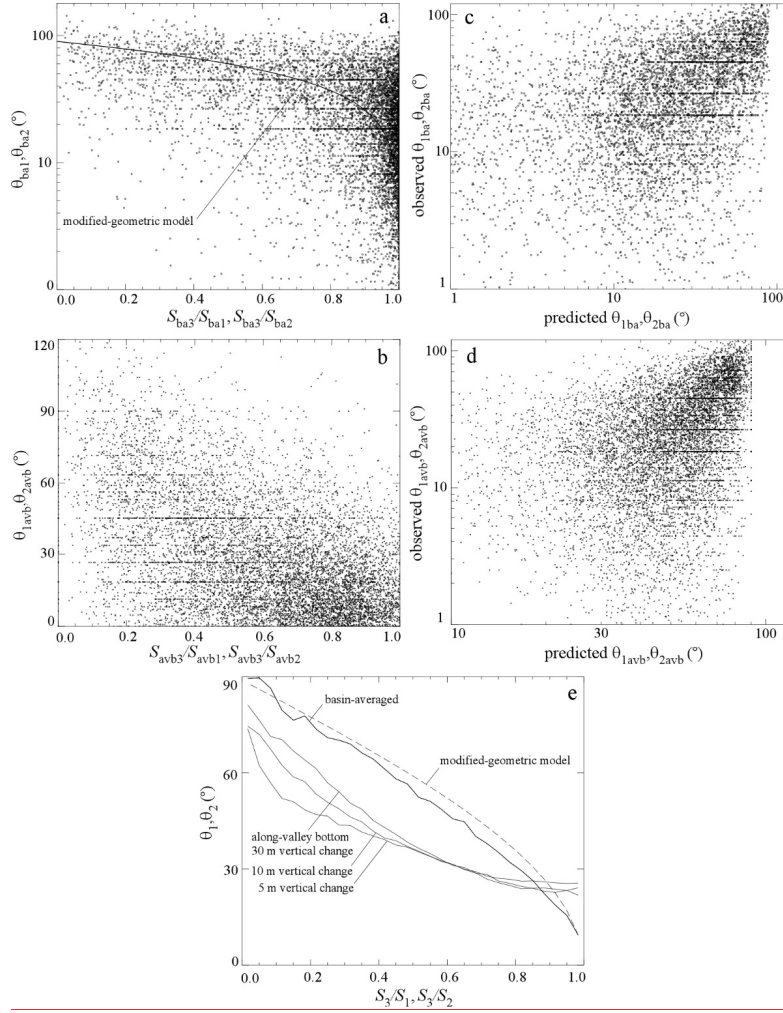 a
100
10
0
θba1,θba2 (°)
modified-geometric model
0.0 0.2 0.4 0.6 0.8 1.0
Sba3/Sba1, Sba3/Sba2
c
100
10
1
observed θ1ba,θ2ba (°)
1 10 100
predicted θ1ba,θ2ba (°)
b
120
90
60
30
0
θ1avb,θ2avb (°)
0.0 0.2 0.4 0.6 0.8 1.0
Savb3/Savb1, Savb3/Savb2
d
100
10
1
observed θ1avb,θ2avb (°)
10 30 100
predicted θ1avb,θ2avb (°)
e
90
60
30
0
θ1,θ2 (°)
basin-averaged
modified-geometric model
along-valley bottom
30 m vertical change
10 m vertical change
5 m vertical change
0.0 0.2 0.4 0.6 0.8 1.0
S3/S1, S3/S2